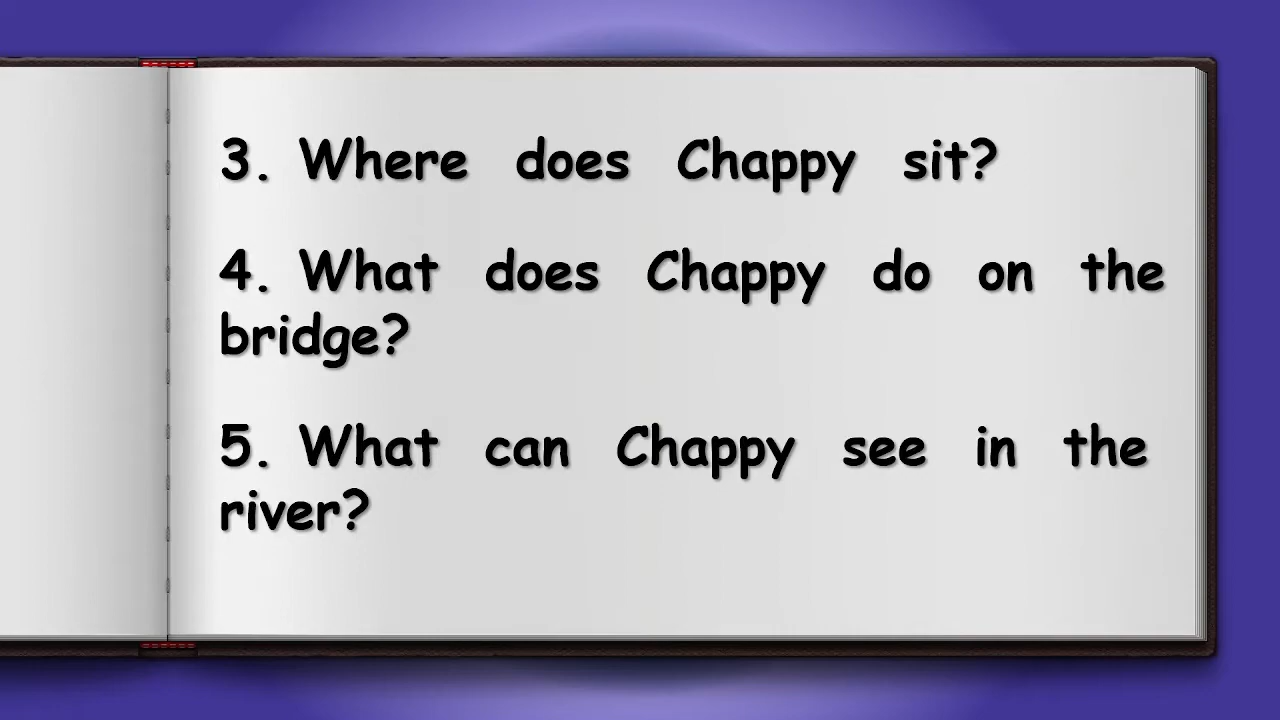 3. Where does Chappy sit?
4. What does Chappy do on the
bridge?
5. What can Chappy see in the
river?